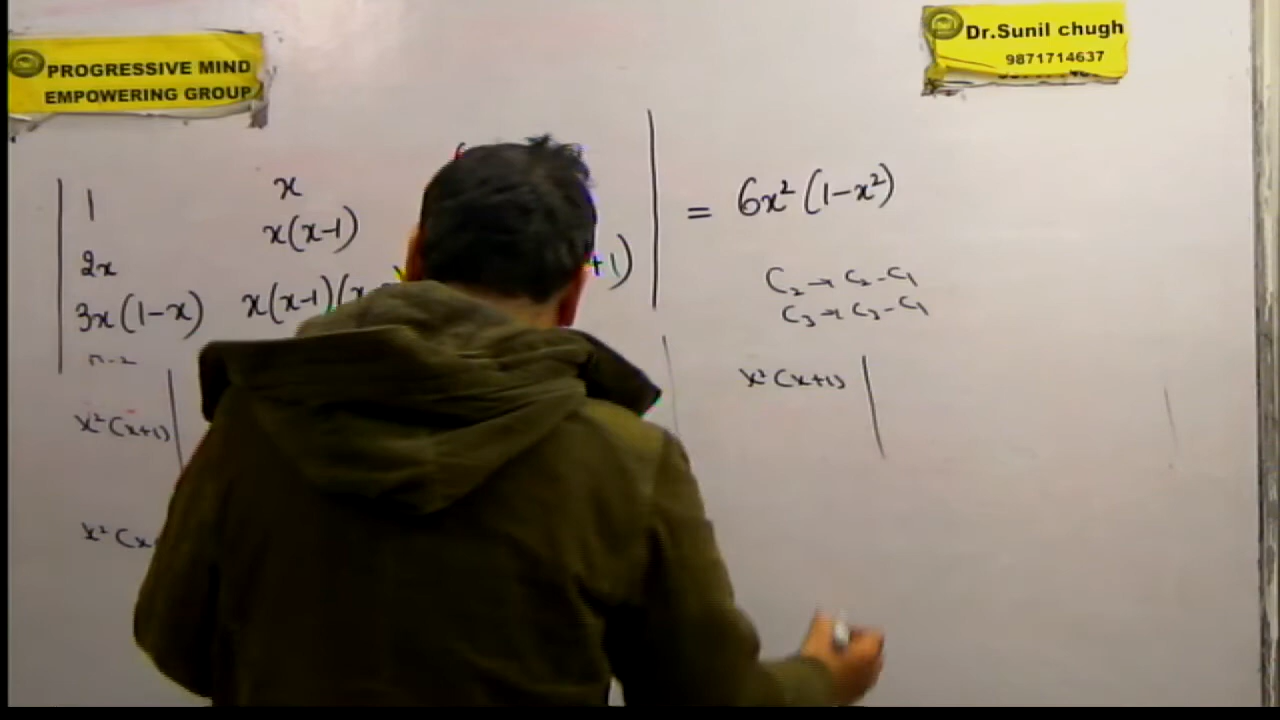 PROGRESSIVE MIND
EMPOWERING GROUP
Dr.Sunil chugh
9871714637
1 x
2x x(x-1) +1)
3x(1-x) x(x-1)(x
= 6x²(1-x²)
C₂→C₂-C₁
C₃→C₃-C₁
x²(x+1)
x²(x+1)
x²(x